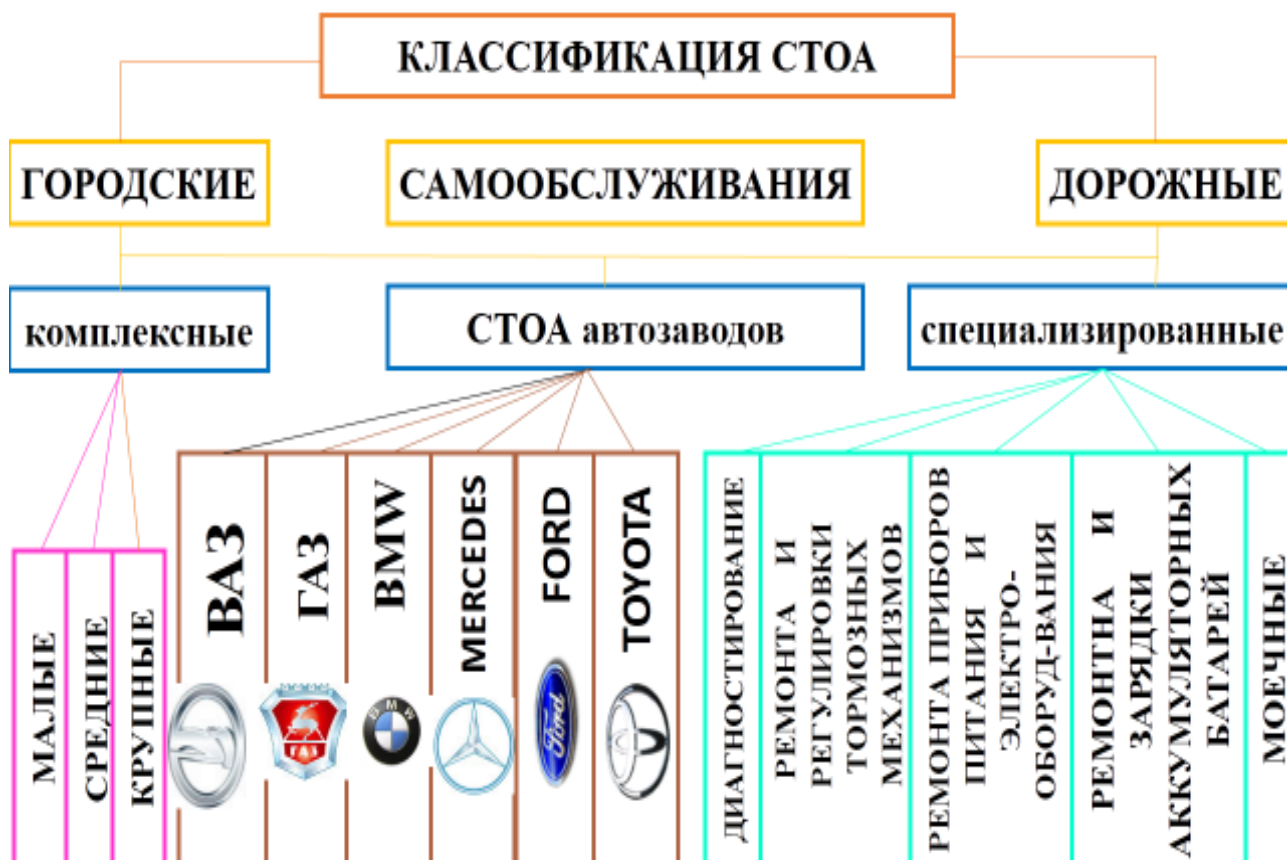 КЛАССИФИКАЦИЯ СТОА
ГОРОДСКИЕ
САМООБСЛУЖИВАНИЯ
ДОРОЖНЫЕ
комплексные
СТОА автозаводов
специализированные
МАЛЫЕ
СРЕДНИЕ
КРУПНЫЕ
ВАЗ
ГАЗ
ГАЗ
BMW
BMW
MERCEDES
FORD
Ford
TOYOTA
ДИАГНОСТИРОВАНИЕ
РЕМОНТА И
РЕГУЛИРОВКИ
ТОРМОЗНЫХ
МЕХАНИЗМОВ
РЕМОНТА ПРИБОРОВ
ПИТАНИЯ И
ЭЛЕКТРО-
ОБОРУД-ВАНИЯ
РЕМОНТНА И
ЗАРЯДКИ
АККУМУЛЯТОРНЫХ
БАТАРЕЙ
МОЕЧНЫЕ